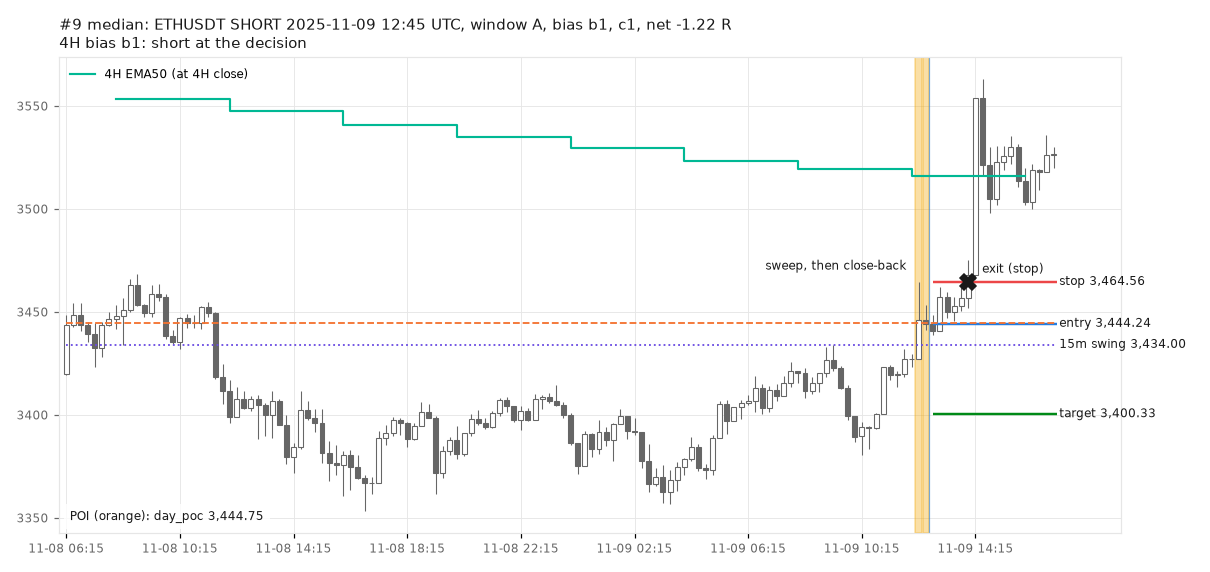 #9 median: ETHUSDT SHORT 2025-11-09 12:45 UTC, window A, bias b1, c1, net -1.22 R
4H bias b1: short at the decision
4H EMA50 (at 4H close)
3550
3500
3450
3400
3350
sweep, then close-back
exit (stop)
stop 3,464.56
entry 3,444.24
15m swing 3,434.00
target 3,400.33
POI (orange): day_poc 3,444.75
11-08 06:15
11-08 10:15
11-08 14:15
11-08 18:15
11-08 22:15
11-09 02:15
11-09 06:15
11-09 10:15
11-09 14:15